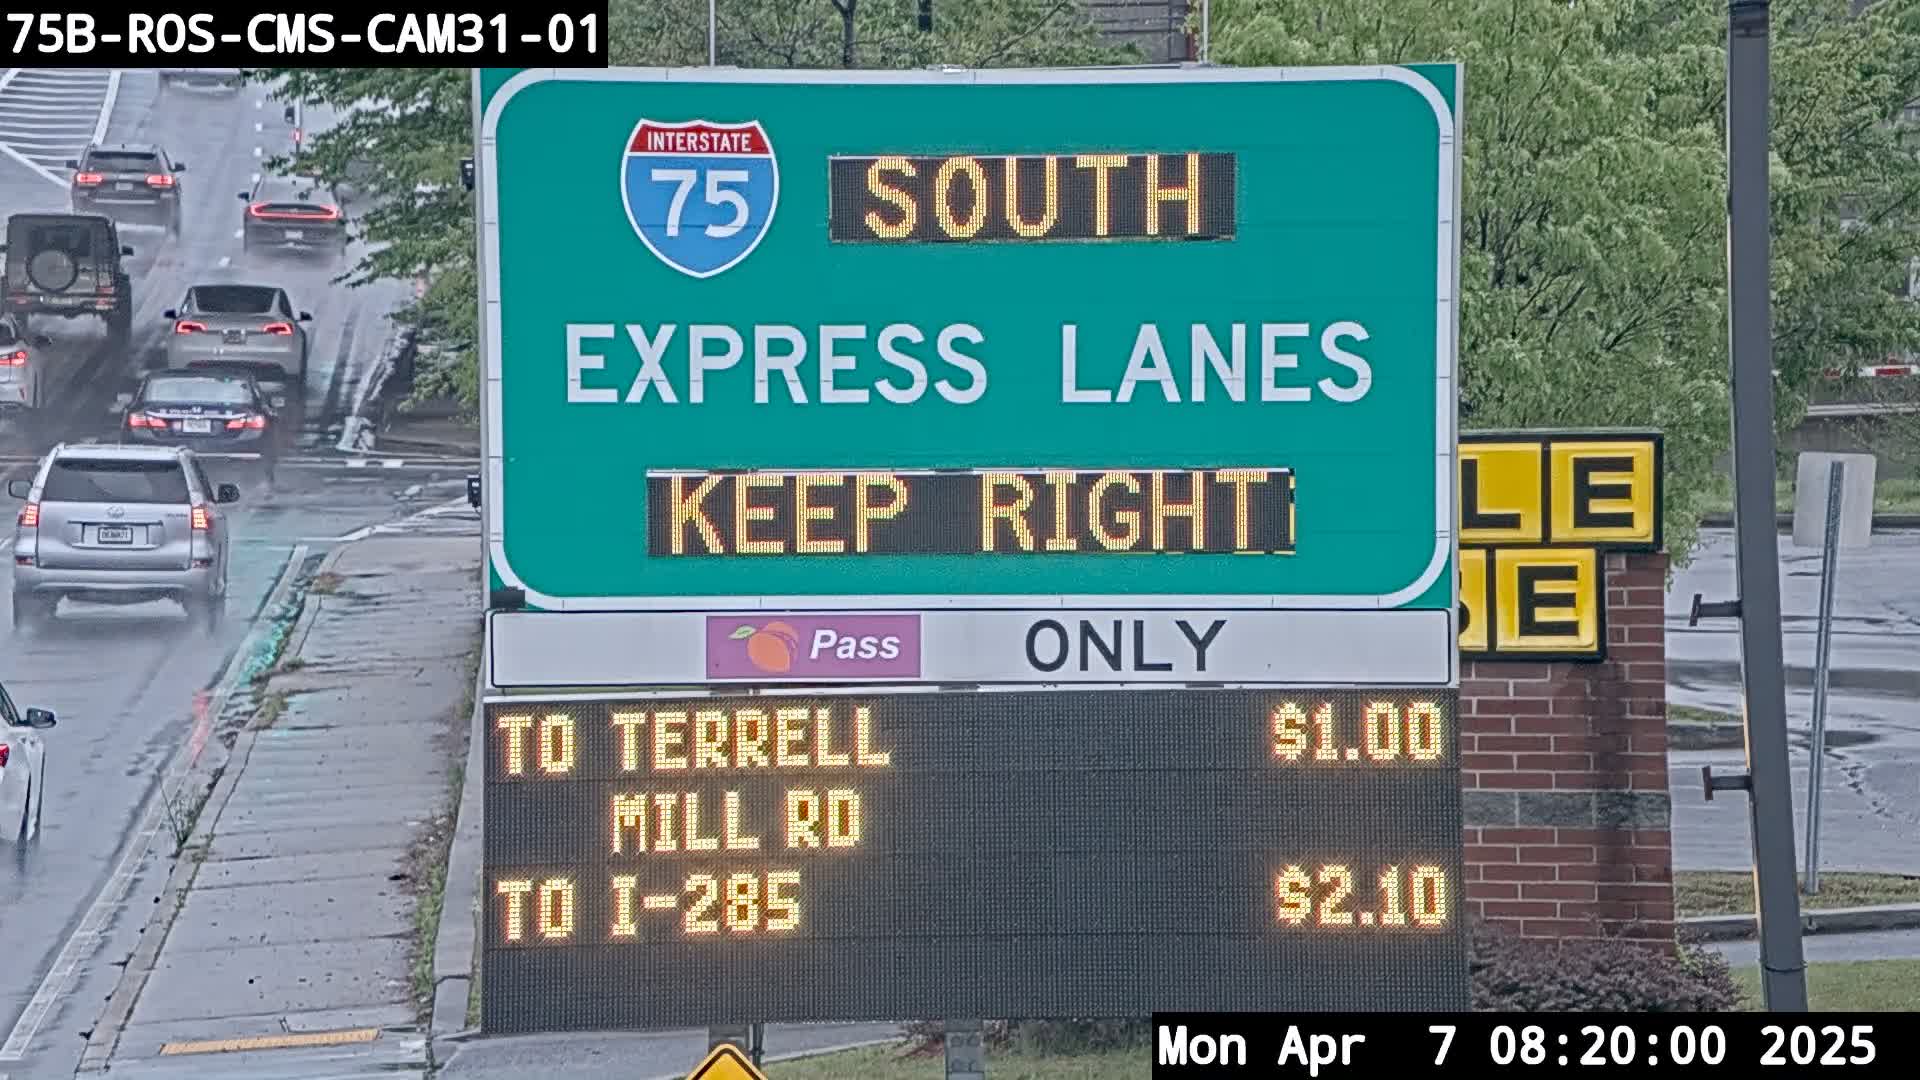 75B-ROS-CMS-CAM31-01
INTERSTATE
75
SOUTH
EXPRESS LANES
KEEP RIGHT
Pass ONLY
TO TERRELL $1.00
MILL RD
TO I-285 $2.10
LE
E
Mon Apr 7 08:20:00 2025